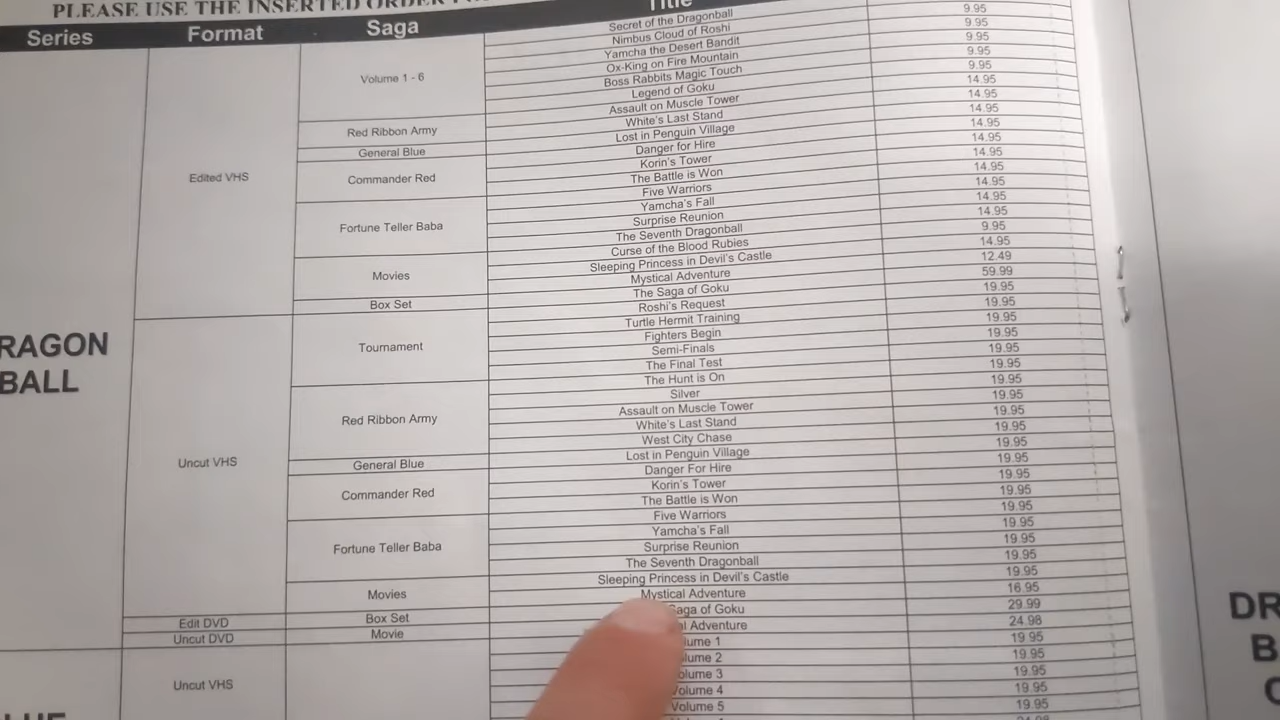 PLEASE USE THE INSERTED ORDER
Series Format Saga Title
DRAGON BALL
Edited VHS
Volume 1 - 6
Secret of the Dragonball 9.95
Nimbus Cloud of Roshi 9.95
Yamcha the Desert Bandit 9.95
Ox-King on Fire Mountain 9.95
Boss Rabbits Magic Touch 9.95
Legend of Goku 14.95
Red Ribbon Army
Assault on Muscle Tower 14.95
White's Last Stand 14.95
General Blue
Lost in Penguin Village 14.95
Commander Red
Danger for Hire 14.95
Korin's Tower 14.95
The Battle is Won 14.95
Fortune Teller Baba
Five Warriors 14.95
Yamcha's Fall 14.95
Surprise Reunion 14.95
The Seventh Dragonball 9.95
Movies
Curse of the Blood Rubies 14.95
Sleeping Princess in Devil's Castle 12.49
Mystical Adventure 59.99
Box Set
The Saga of Goku 19.95
Uncut VHS
Tournament
Roshi's Request 19.95
Turtle Hermit Training 19.95
Fighters Begin 19.95
Semi-Finals 19.95
The Final Test 19.95
Red Ribbon Army
The Hunt is On 19.95
Silver 19.95
Assault on Muscle Tower 19.95
White's Last Stand 19.95
West City Chase 19.95
General Blue
Lost in Penguin Village 19.95
Commander Red
Danger For Hire 19.95
Korin's Tower 19.95
The Battle is Won 19.95
Fortune Teller Baba
Five Warriors 19.95
Yamcha's Fall 19.95
Surprise Reunion 19.95
The Seventh Dragonball 19.95
Movies
Sleeping Princess in Devil's Castle 19.95
Mystical Adventure 16.95
Edit DVD Box Set Saga of Goku 29.99
Uncut DVD Movie Adventure 24.98
Uncut VHS
Volume 1 19.95
Volume 2 19.95
Volume 3 19.95
Volume 4 19.95
Volume 5 19.95
24.98